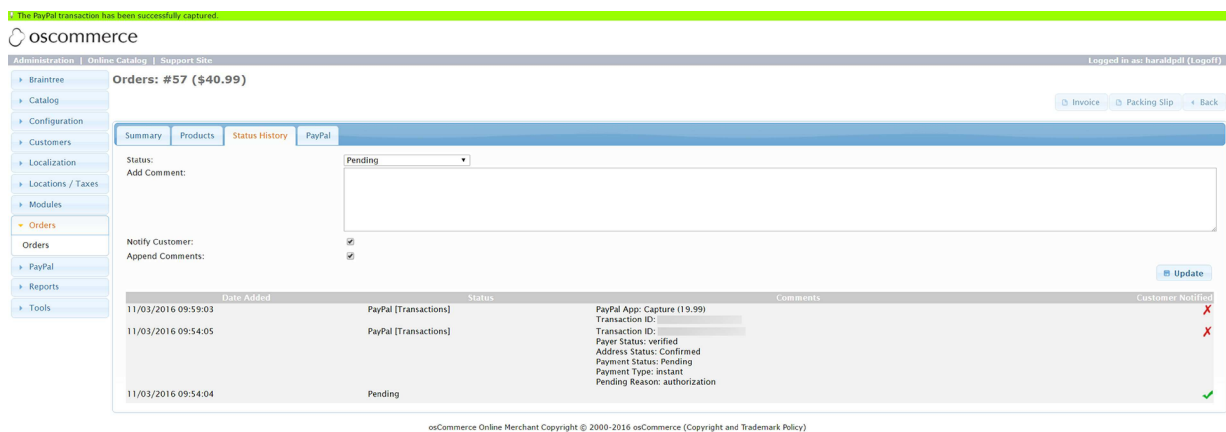 The PayPal transaction has been successfully captured.
oscommerce
Administration | Online Catalog | Support Site
Logged in as: haraldpdl (Logoff)
Braintree
Catalog
Configuration
Customers
Localization
Locations / Taxes
Modules
Orders
Orders
PayPal
Reports
Tools
Orders: #57 ($40.99)
Invoice Packing Slip Back
Summary Products Status History PayPal
Status: Pending
Add Comment:
Notify Customer:
Append Comments:
Update
Date Added Status Comments Customer Notified
11/03/2016 09:59:03 PayPal [Transactions] PayPal App: Capture (19.99)
Transaction ID:
11/03/2016 09:54:05 PayPal [Transactions] Transaction ID:
Payer Status: verified
Address Status: Confirmed
Payment Status: Pending
Payment Type: instant
Pending Reason: authorization
11/03/2016 09:54:04 Pending
osCommerce Online Merchant Copyright © 2000-2016 osCommerce (Copyright and Trademark Policy)